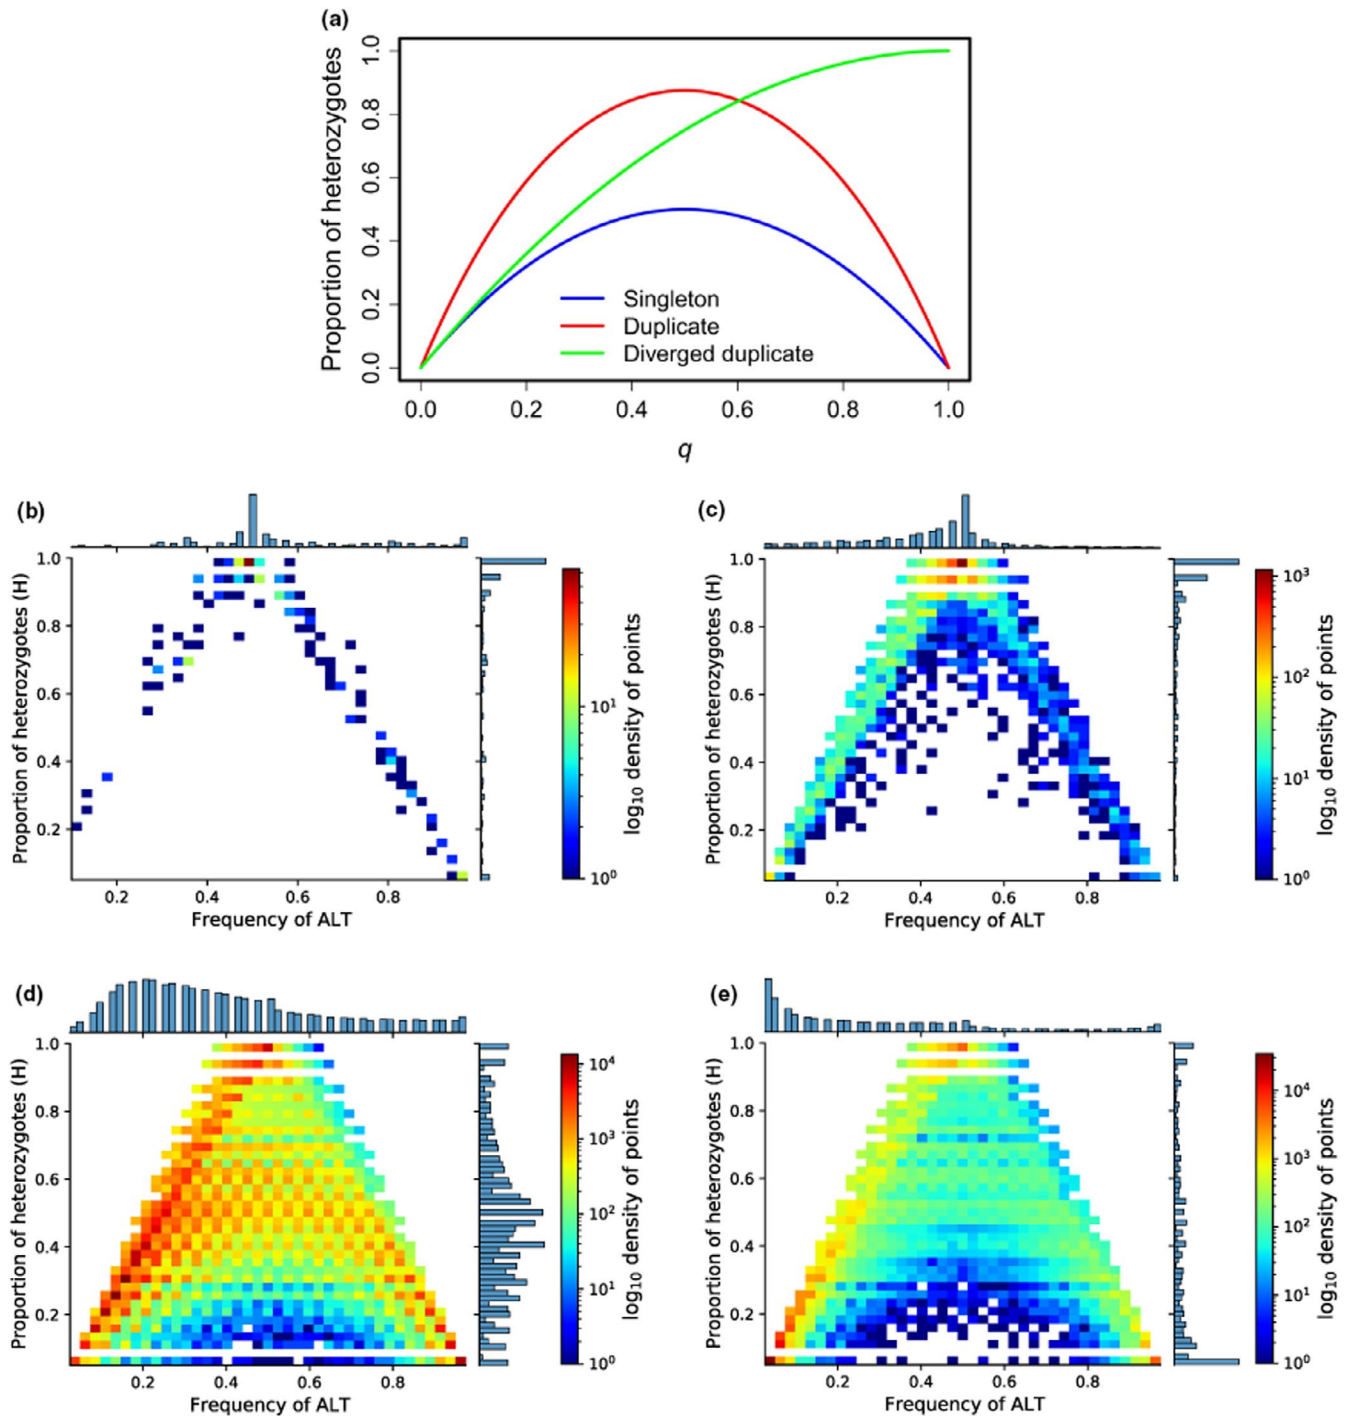 (a)
Proportion of heterozygotes
1.0
0.8
0.6
0.4
0.2
0.0
Singleton
Duplicate
Diverged duplicate
0.0 0.2 0.4 0.6 0.8 1.0
q
(b)
Proportion of heterozygotes (H)
1.0
0.8
0.6
0.4
0.2
0.2 0.4 0.6 0.8
Frequency of ALT
10¹
10⁰
log₁₀ density of points
(c)
Proportion of heterozygotes (H)
1.0
0.8
0.6
0.4
0.2
0.2 0.4 0.6 0.8
Frequency of ALT
10³
10²
10¹
10⁰
log₁₀ density of points
(d)
Proportion of heterozygotes (H)
1.0
0.8
0.6
0.4
0.2
0.2 0.4 0.6 0.8
Frequency of ALT
10⁴
10³
10²
10¹
10⁰
log₁₀ density of points
(e)
Proportion of heterozygotes (H)
1.0
0.8
0.6
0.4
0.2
0.2 0.4 0.6 0.8
Frequency of ALT
10⁴
10³
10²
10¹
10⁰
log₁₀ density of points